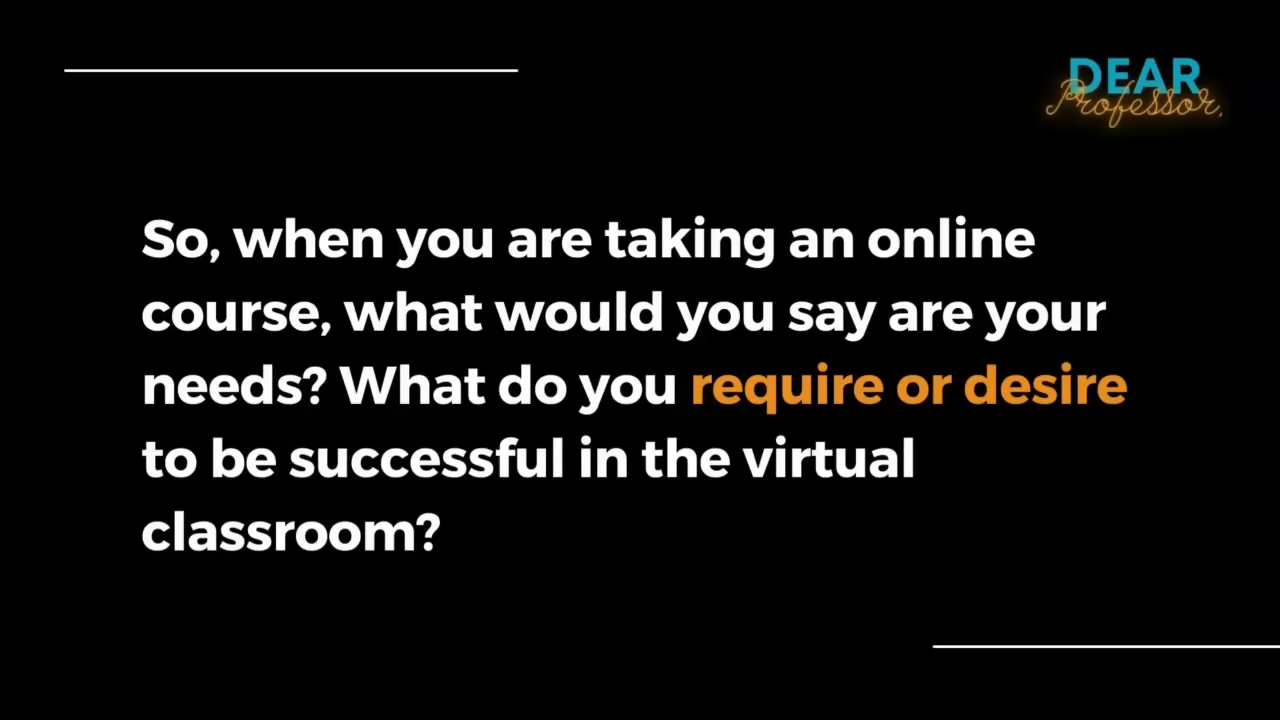 DEAR
Professor,
So, when you are taking an online
course, what would you say are your
needs? What do you require or desire
to be successful in the virtual
classroom?